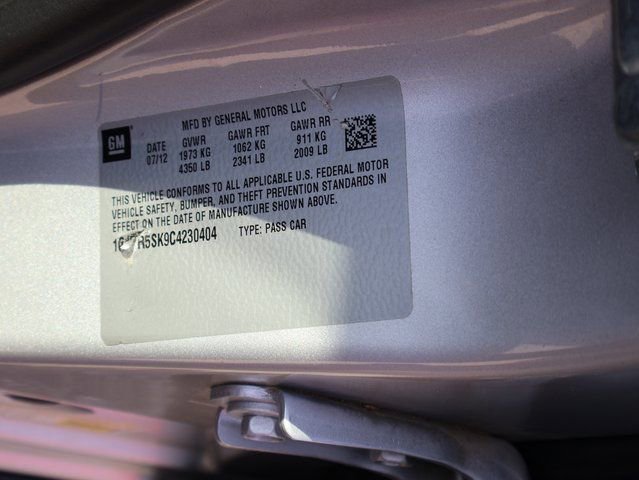 MFD BY GENERAL MOTORS LLC
GM DATE GVWR GAWR FRT GAWR RR
07/12 1973 KG 1062 KG 911 KG
4350 LB 2341 LB 2009 LB
THIS VEHICLE CONFORMS TO ALL APPLICABLE U.S. FEDERAL MOTOR
VEHICLE SAFETY, BUMPER, AND THEFT PREVENTION STANDARDS IN
EFFECT ON THE DATE OF MANUFACTURE SHOWN ABOVE.
TYPE: PASS CAR